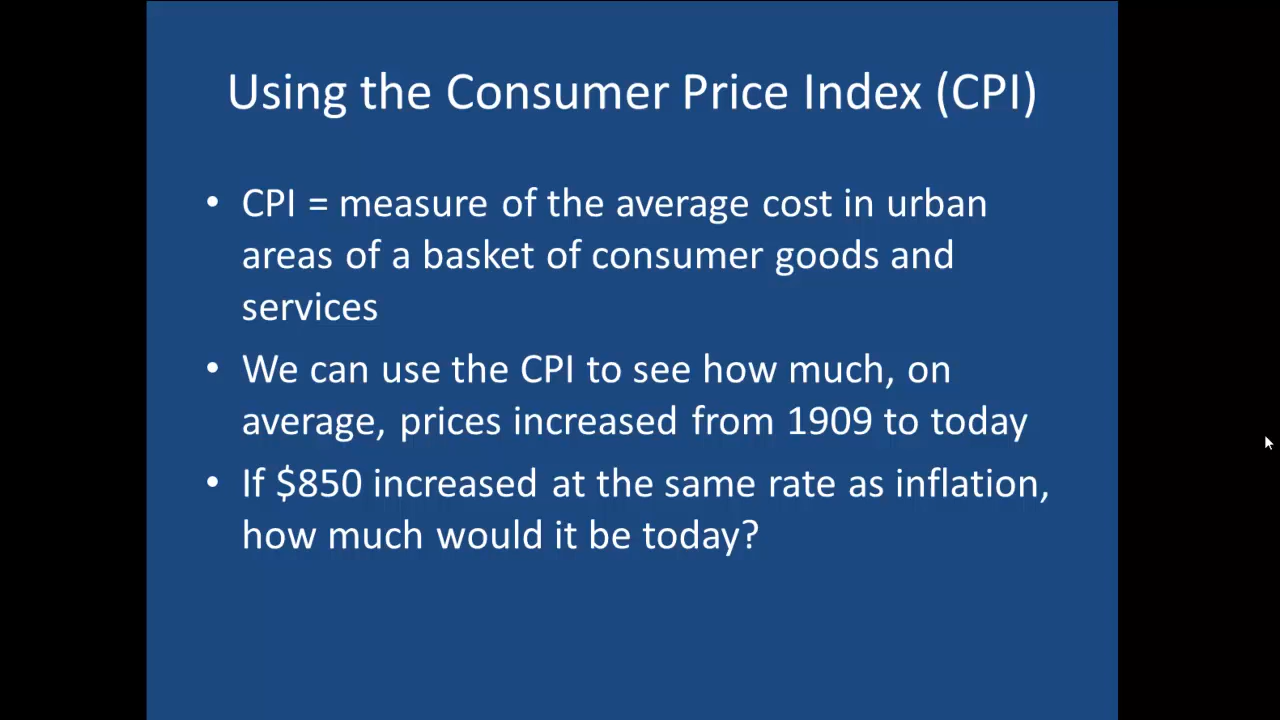 Using the Consumer Price Index (CPI)
• CPI = measure of the average cost in urban
areas of a basket of consumer goods and
services
• We can use the CPI to see how much, on
average, prices increased from 1909 to today
• If $850 increased at the same rate as inflation,
how much would it be today?